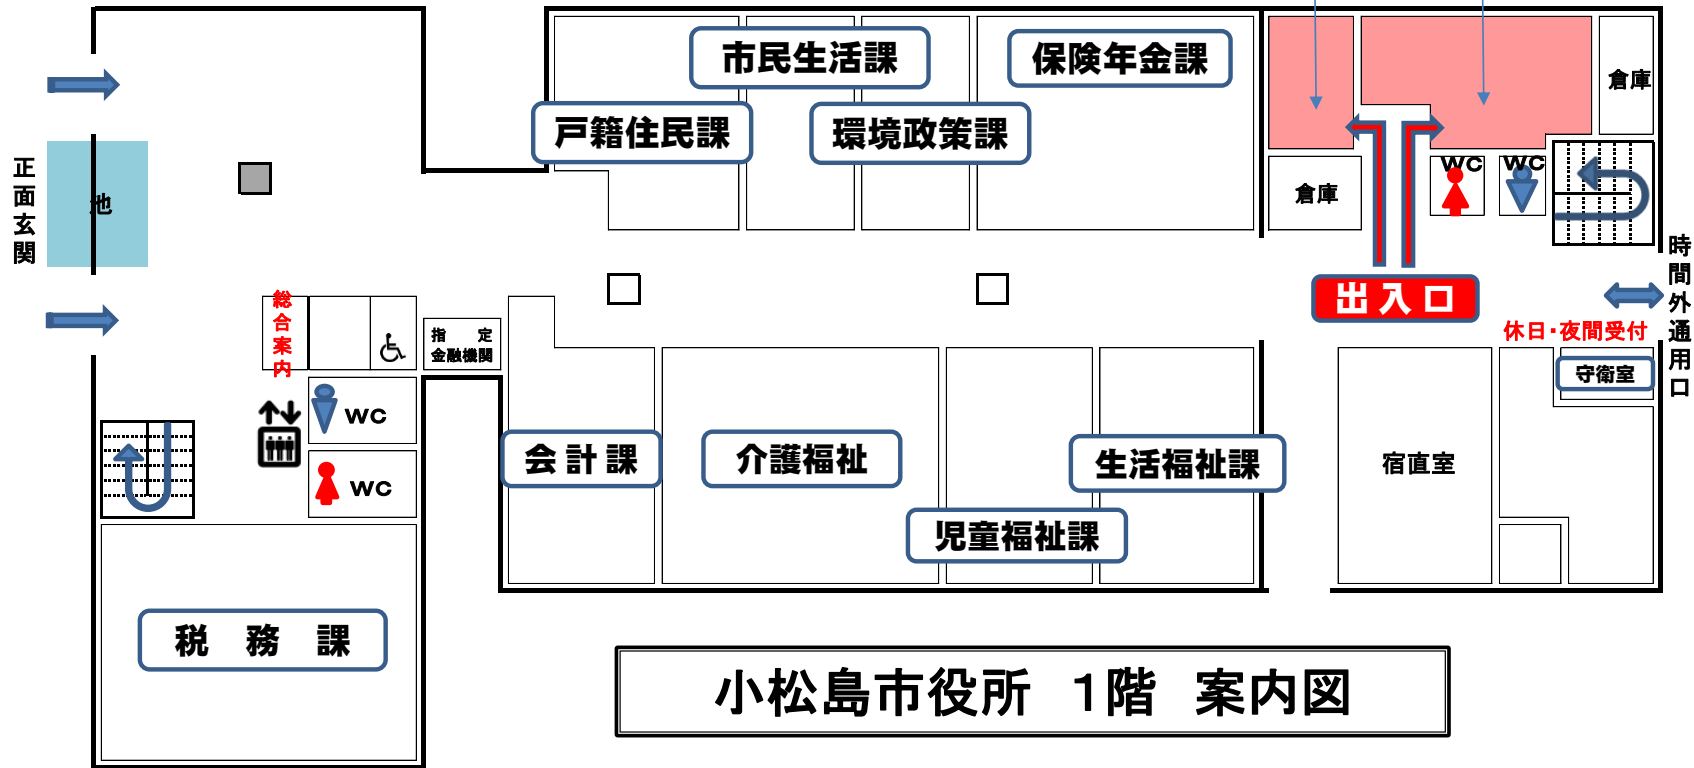 市民生活課
保険年金課
倉庫
戸籍住民課
環境政策課
正面玄関
池
倉庫
WC
WC
時間外通用口
総合案内
指　定
金融機関
出入口
休日・夜間受付
守衛室
WC
WC
会計課
介護福祉
生活福祉課
児童福祉課
宿直室
税　務　課
小松島市役所　1階　案内図